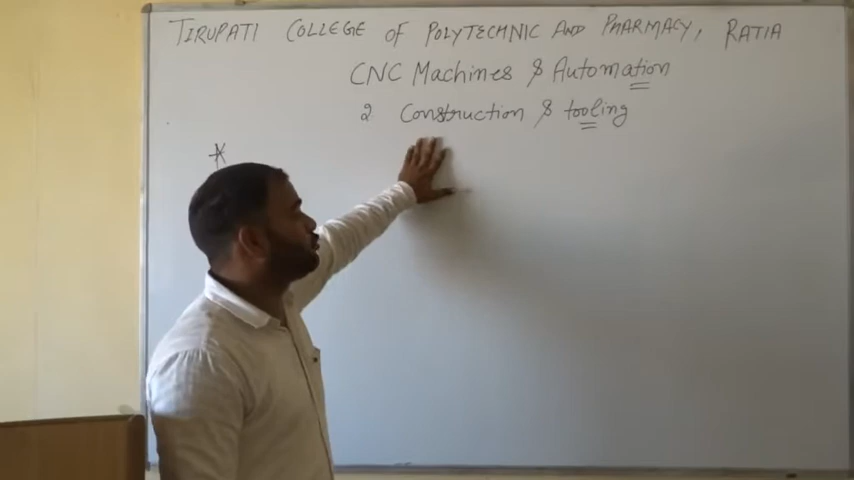 TIRUPATI COLLEGE OF POLYTECHNIC AND PHARMACY, RATIA
CNC Machines & Automation
2 Construction & tooling
*